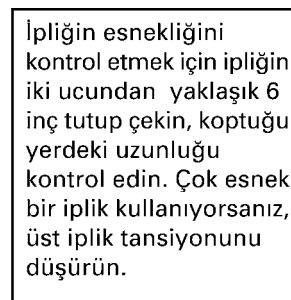 İpliğin esnekliğini
kontrol etmek için ipliğin
iki ucundan  yaklaşık 6
inç tutup çekin, koptuğu
yerdeki uzunluğu
kontrol edin. Çok esnek
bir iplik kullanıyorsanız,
üst iplik tansiyonunu
düşürün.